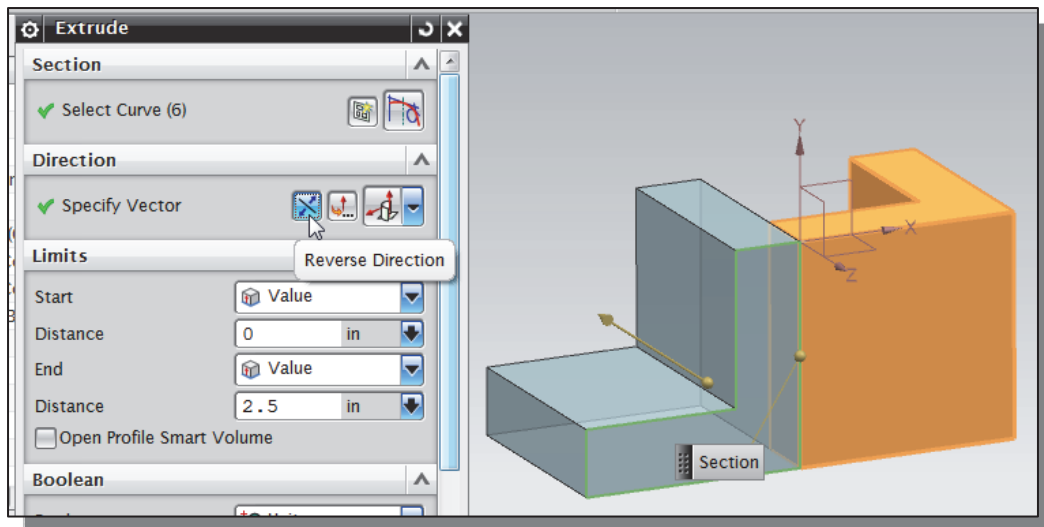 Extrude
Section
Select Curve (6)
Direction
Specify Vector
Reverse Direction
Limits
Start
Value
Distance
0 in
End
Value
Distance
2.5 in
Open Profile Smart Volume
Boolean
Y
X
Z
Section